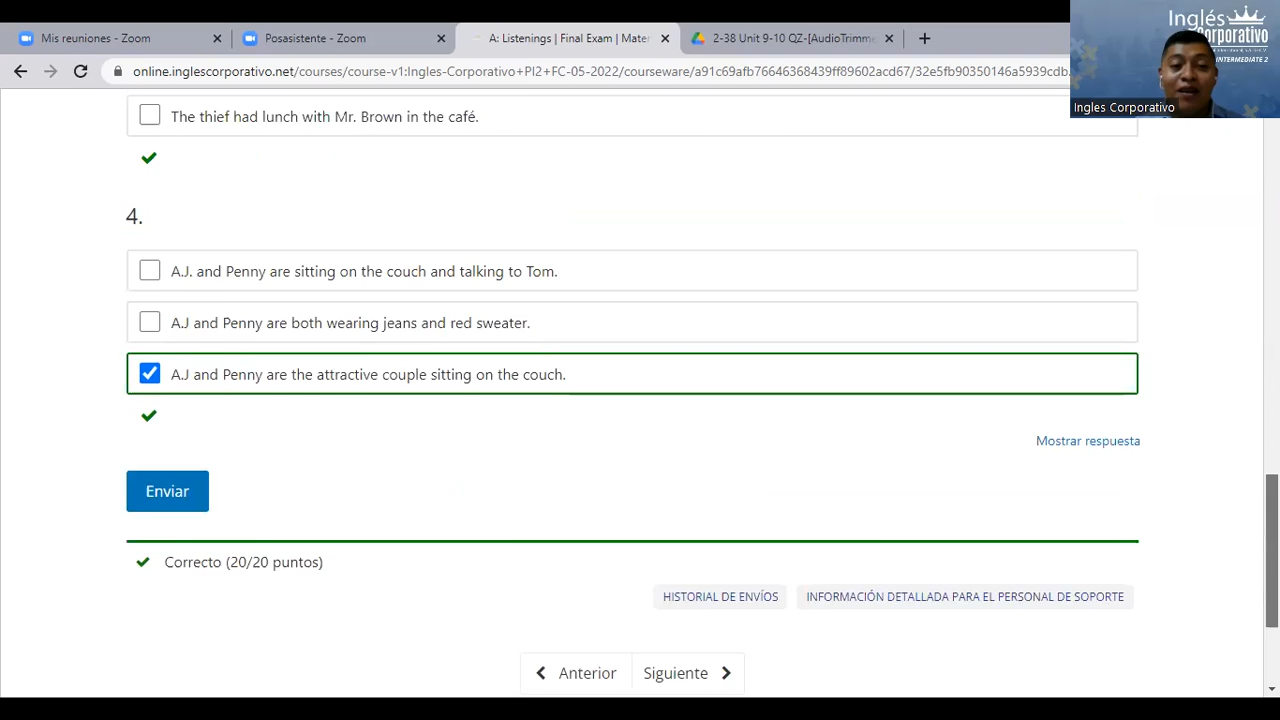 Mis reuniones - Zoom
Posasistente - Zoom
A: Listenings | Final Exam | Mater
2-38 Unit 9-10 QZ-[AudioTrimme
online.inglescorporativo.net/courses/course-v1:Ingles-Corporativo+PI2+FC-05-2022/courseware/a91c69afb76646368439ff89602acd67/32e5fb90350146a5939cdb
Inglés
Corporativo
INTERMEDIATE 2
Ingles Corporativo
The thief had lunch with Mr. Brown in the café.
4.
A.J. and Penny are sitting on the couch and talking to Tom.
A.J and Penny are both wearing jeans and red sweater.
A.J and Penny are the attractive couple sitting on the couch.
Mostrar respuesta
Enviar
Correcto (20/20 puntos)
HISTORIAL DE ENVÍOS
INFORMACIÓN DETALLADA PARA EL PERSONAL DE SOPORTE
Anterior
Siguiente